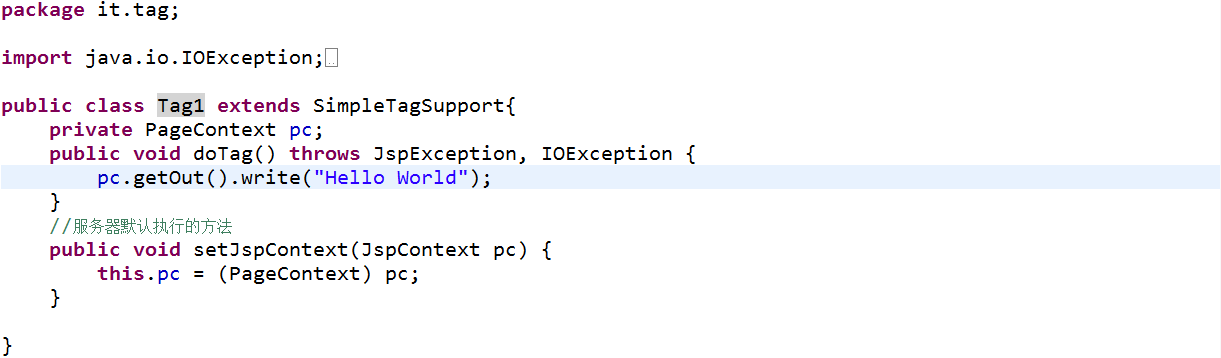 package it.tag;
import java.io.IOException;
public class Tag1 extends SimpleTagSupport{
private PageContext pc;
public void doTag() throws JspException, IOException {
pc.getOut().write("Hello World");
}
//服务器默认执行的方法
public void setJspContext(JspContext pc) {
this.pc = (PageContext) pc;
}
}